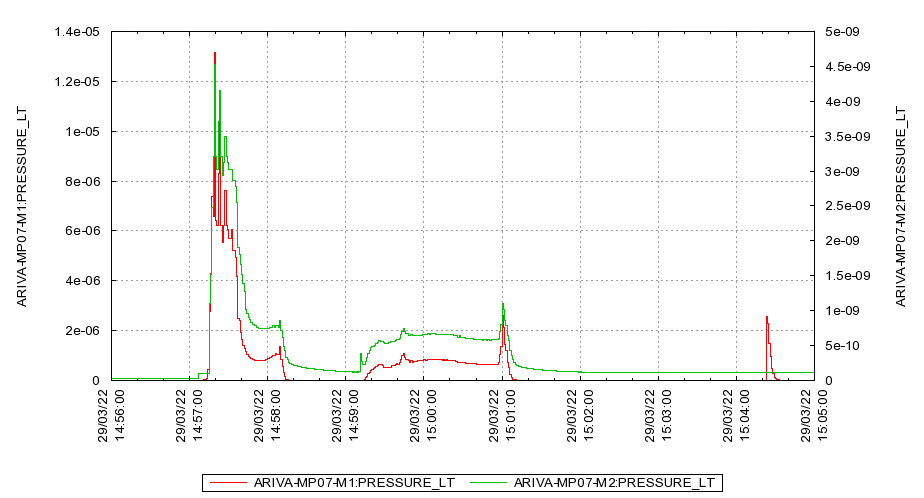 1.4e-05
1.2e-05
1e-05
8e-06
6e-06
4e-06
2e-06
0
ARIVA-MP07-M1:PRESSURE_LT
5e-09
4.5e-09
4e-09
3.5e-09
3e-09
2.5e-09
2e-09
1.5e-09
1e-09
5e-10
0
ARIVA-MP07-M2:PRESSURE_LT
29/03/22
14:56:00
29/03/22
14:57:00
29/03/22
14:58:00
29/03/22
14:59:00
29/03/22
15:00:00
29/03/22
15:01:00
29/03/22
15:02:00
29/03/22
15:03:00
29/03/22
15:04:00
29/03/22
15:05:00
ARIVA-MP07-M1:PRESSURE_LT
ARIVA-MP07-M2:PRESSURE_LT